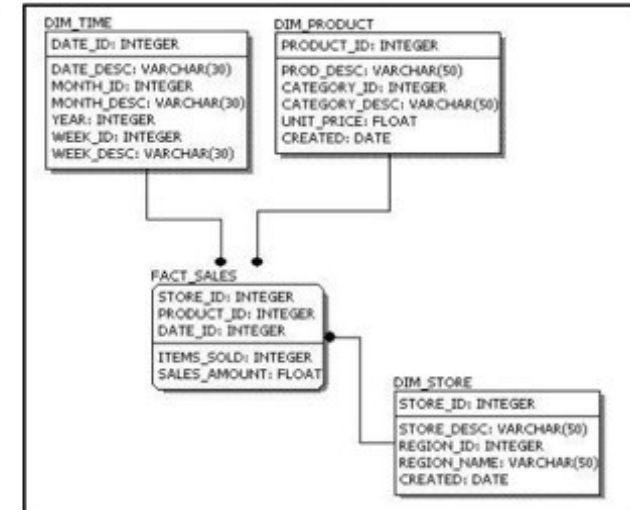 DIM_TIME
DATE_ID: INTEGER
DATE_DESC: VARCHAR(30)
MONTH_ID: INTEGER
MONTH_DESC: VARCHAR(30)
YEAR: INTEGER
WEEK_ID: INTEGER
WEEK_DESC: VARCHAR(30)
DIM_PRODUCT
PRODUCT_ID: INTEGER
PROD_DESC: VARCHAR(50)
CATEGORY_ID: INTEGER
CATEGORY_DESC: VARCHAR(50)
UNIT_PRICE: FLOAT
CREATED: DATE
FACT_SALES
STORE_ID: INTEGER
PRODUCT_ID: INTEGER
DATE_ID: INTEGER
ITEMS_SOLD: INTEGER
SALES_AMOUNT: FLOAT
DIM_STORE
STORE_ID: INTEGER
STORE_DESC: VARCHAR(50)
REGION_ID: INTEGER
REGION_NAME: VARCHAR(50)
CREATED: DATE